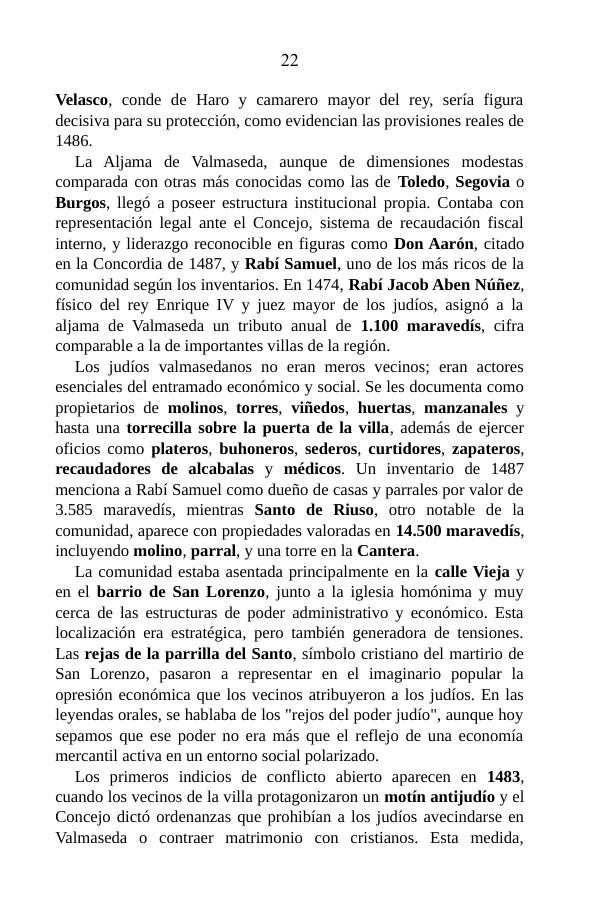 22
Velasco, conde de Haro y camarero mayor del rey, sería figura
decisiva para su protección, como evidencian las provisiones reales de
1486.
La Aljama de Valmaseda, aunque de dimensiones modestas
comparada con otras más conocidas como las de Toledo, Segovia o
Burgos, llegó a poseer estructura institucional propia. Contaba con
representación legal ante el Concejo, sistema de recaudación fiscal
interno, y liderazgo reconocible en figuras como Don Aarón, citado
en la Concordia de 1487, y Rabí Samuel, uno de los más ricos de la
comunidad según los inventarios. En 1474, Rabí Jacob Aben Núñez,
físico del rey Enrique IV y juez mayor de los judíos, asignó a la
aljama de Valmaseda un tributo anual de 1.100 maravedís, cifra
comparable a la de importantes villas de la región.
Los judíos valmasedanos no eran meros vecinos; eran actores
esenciales del entramado económico y social. Se les documenta como
propietarios de molinos, torres, viñedos, huertas, manzanales y
hasta una torrecilla sobre la puerta de la villa, además de ejercer
oficios como plateros, buhoneros, sederos, curtidores, zapateros,
recaudadores de alcabalas y médicos. Un inventario de 1487
menciona a Rabí Samuel como dueño de casas y parrales por valor de
3.585 maravedís, mientras Santo de Riuso, otro notable de la
comunidad, aparece con propiedades valoradas en 14.500 maravedís,
incluyendo molino, parral, y una torre en la Cantera.
La comunidad estaba asentada principalmente en la calle Vieja y
en el barrio de San Lorenzo, junto a la iglesia homónima y muy
cerca de las estructuras de poder administrativo y económico. Esta
localización era estratégica, pero también generadora de tensiones.
Las rejas de la parrilla del Santo, símbolo cristiano del martirio de
San Lorenzo, pasaron a representar en el imaginario popular la
opresión económica que los vecinos atribuyeron a los judíos. En las
leyendas orales, se hablaba de los "rejos del poder judío", aunque hoy
sepamos que ese poder no era más que el reflejo de una economía
mercantil activa en un entorno social polarizado.
Los primeros indicios de conflicto abierto aparecen en 1483,
cuando los vecinos de la villa protagonizaron un motín antijudío y el
Concejo dictó ordenanzas que prohibían a los judíos avecindarse en
Valmaseda o contraer matrimonio con cristianos. Esta medida,